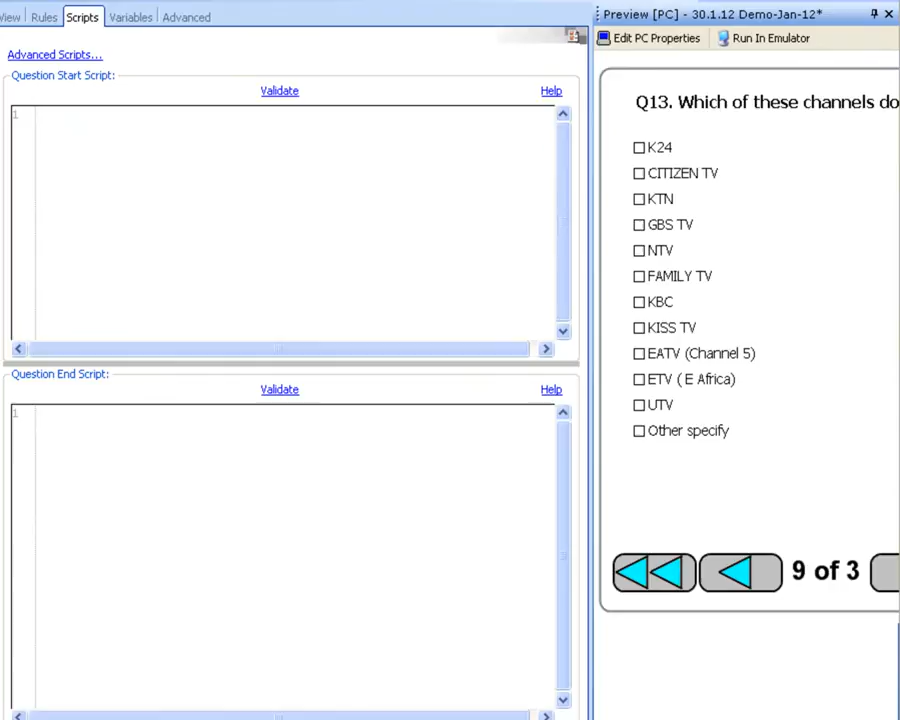 View Rules Scripts Variables Advanced
Advanced Scripts...
Question Start Script:
Validate Help
1
Question End Script:
Validate Help
1
Preview [PC] - 30.1.12 Demo-Jan-12*
Edit PC Properties Run In Emulator
Q13. Which of these channels do
K24
CITIZEN TV
KTN
GBS TV
NTV
FAMILY TV
KBC
KISS TV
EATV (Channel 5)
ETV ( E Africa)
UTV
Other specify
9 of 3